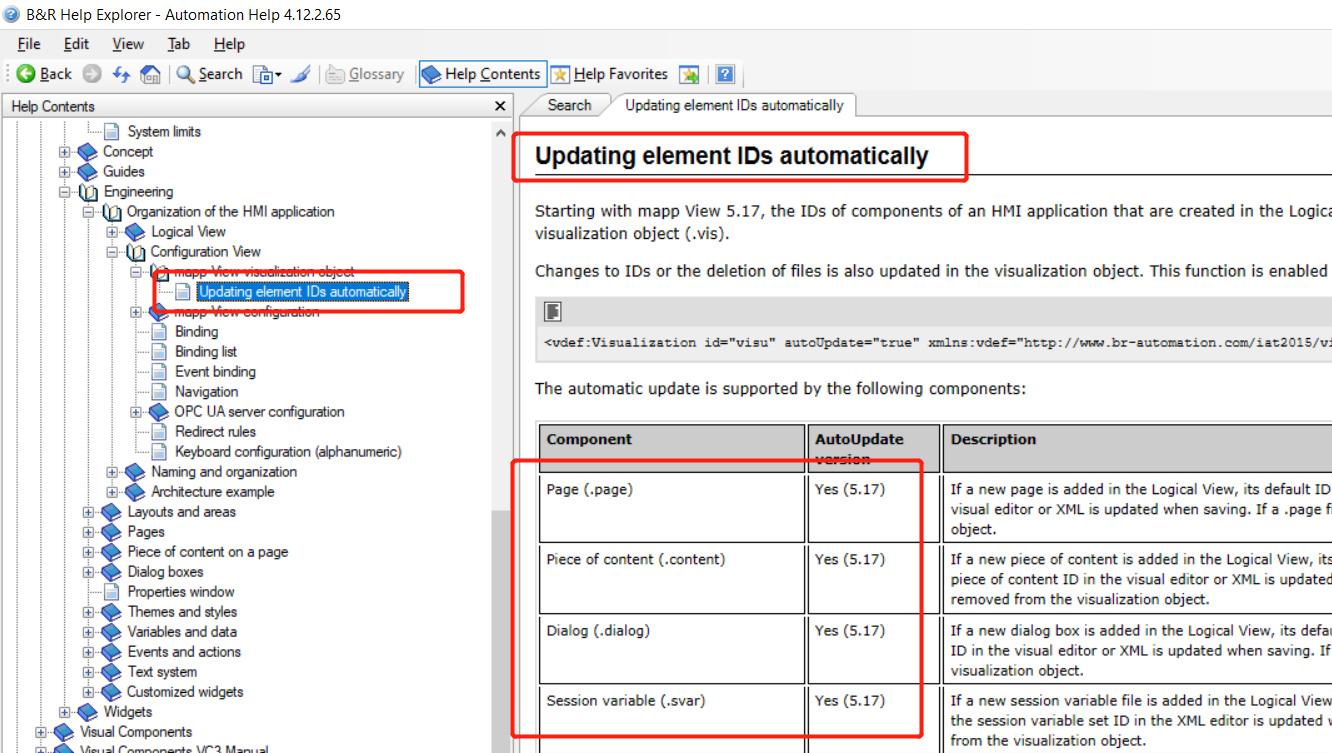 B&R Help Explorer - Automation Help 4.12.2.65
File Edit View Tab Help
Back Search Glossary Help Contents Help Favorites
Help Contents
System limits
Concept
Guides
Engineering
Organization of the HMI application
Logical View
Configuration View
mapp View visualization object
Updating element IDs automatically
mapp View configuration
Binding
Binding list
Event binding
Navigation
OPC UA server configuration
Redirect rules
Keyboard configuration (alphanumeric)
Naming and organization
Architecture example
Layouts and areas
Pages
Piece of content on a page
Dialog boxes
Properties window
Themes and styles
Variables and data
Events and actions
Text system
Customized widgets
Widgets
Visual Components
Visual Components VC3 Manual
Search Updating element IDs automatically
Updating element IDs automatically
Starting with mapp View 5.17, the IDs of components of an HMI application that are created in the Logica
visualization object (.vis).
Changes to IDs or the deletion of files is also updated in the visualization object. This function is enabled
<vdef:Visualization id="visu" autoUpdate="true" xmlns:vdef="http://www.br-automation.com/iat2015/vi
The automatic update is supported by the following components:
Component AutoUpdate version Description
Page (.page) Yes (5.17) If a new page is added in the Logical View, its default ID
visual editor or XML is updated when saving. If a .page fi
object.
Piece of content (.content) Yes (5.17) If a new piece of content is added in the Logical View, its
piece of content ID in the visual editor or XML is updated
removed from the visualization object.
Dialog (.dialog) Yes (5.17) If a new dialog box is added in the Logical View, its defau
ID in the visual editor or XML is updated when saving. If
visualization object.
Session variable (.svar) Yes (5.17) If a new session variable file is added in the Logical View
the session variable set ID in the XML editor is updated w
from the visualization object.